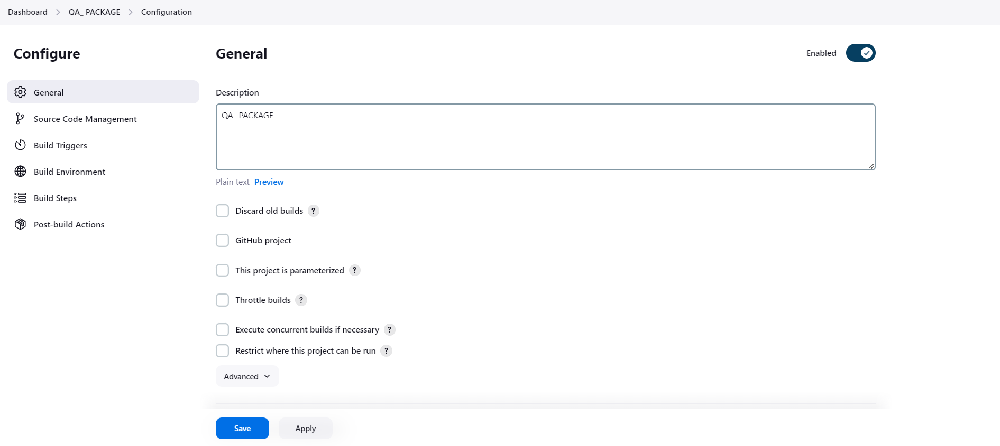 Dashboard > QA_ PACKAGE > Configuration
Configure
General
Source Code Management
Build Triggers
Build Environment
Build Steps
Post-build Actions
General
Enabled
Description
QA_ PACKAGE
Plain text Preview
Discard old builds ?
GitHub project
This project is parameterized ?
Throttle builds ?
Execute concurrent builds if necessary ?
Restrict where this project can be run ?
Advanced
Save
Apply